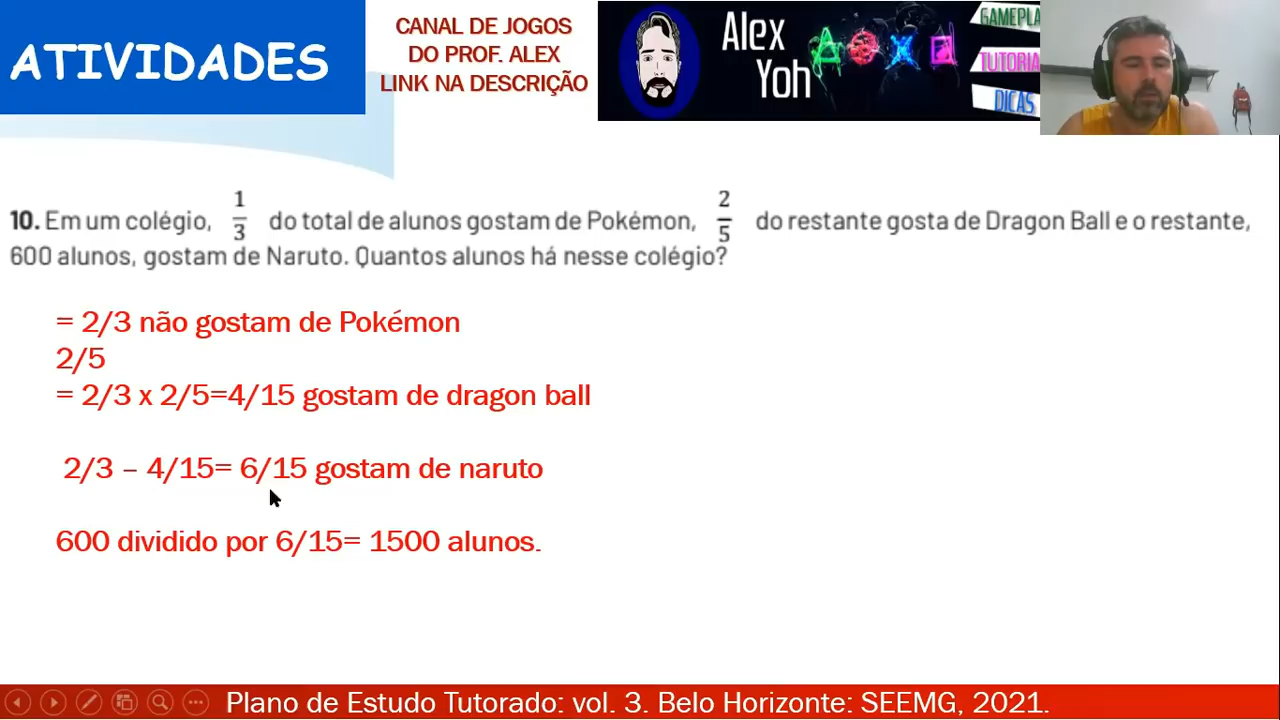 ATIVIDADES
CANAL DE JOGOS
DO PROF. ALEX
LINK NA DESCRIÇÃO
Alex
Yoh
GAMEPLA
TUTORIA
DICAS
10. Em um colégio, 1/3 do total de alunos gostam de Pokémon, 2/5 do restante gosta de Dragon Ball e o restante,
600 alunos, gostam de Naruto. Quantos alunos há nesse colégio?
= 2/3 não gostam de Pokémon
2/5
= 2/3 x 2/5=4/15 gostam de dragon ball
2/3 – 4/15= 6/15 gostam de naruto
600 dividido por 6/15= 1500 alunos.
Plano de Estudo Tutorado: vol. 3. Belo Horizonte: SEEMG, 2021.